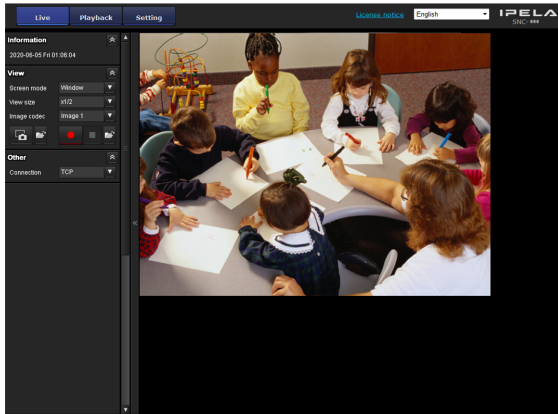 Live Playback Setting License notice English IPELA
SNC-***
Information
2020-06-05 Fri 01:06:04
View
Screen mode Window
View size x1/2
Image codec Image 1
Other
Connection TCP